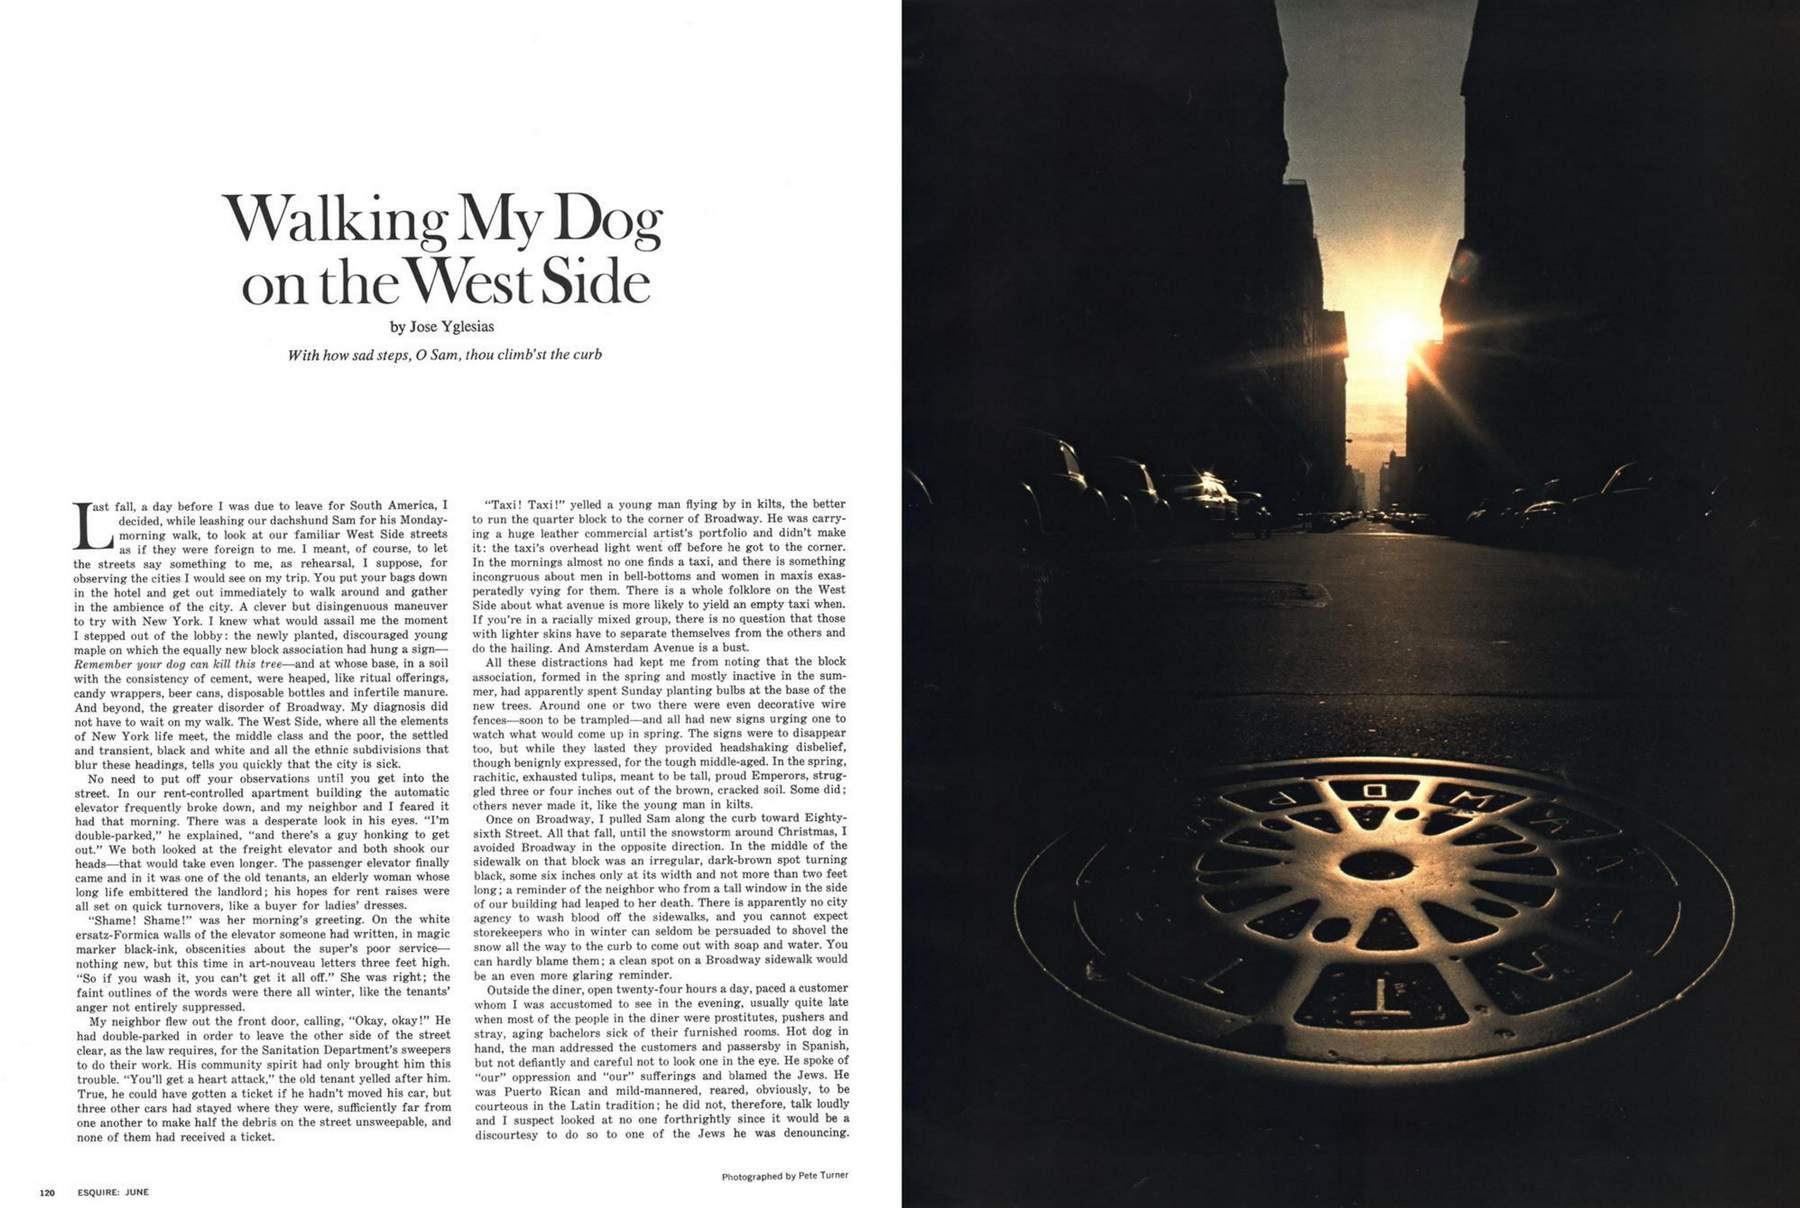 Walking My Dog
on the West Side
by Jose Yglesias
With how sad steps, O Sam, thou climb'st the curb
Last fall, a day before I was due to leave for South America, I
decided, while leashing our dachshund Sam for his Monday-
morning walk, to look at our familiar West Side streets
as if they were foreign to me. I meant, of course, to let
the streets say something to me, as rehearsal, I suppose, for
observing the cities I would see on my trip. You put your bags down
in the hotel and get out immediately to walk around and gather
in the ambience of the city. A clever but disingenuous maneuver
to try with New York. I knew what would assail me the moment
I stepped out of the lobby: the newly planted, discouraged young
maple on which the equally new block association had hung a sign—
Remember your dog can kill this tree—and at whose base, in a soil
with the consistency of cement, were heaped, like ritual offerings,
candy wrappers, beer cans, disposable bottles and infertile manure.
And beyond, the greater disorder of Broadway. My diagnosis did
not have to wait on my walk. The West Side, where all the elements
of New York life meet, the middle class and the poor, the settled
and transient, black and white and all the ethnic subdivisions that
blur these headings, tells you quickly that the city is sick.
No need to put off your observations until you get into the
street. In our rent-controlled apartment building the automatic
elevator frequently broke down, and my neighbor and I feared it
had that morning. There was a desperate look in his eyes. “I'm
double-parked,” he explained, “and there's a guy honking to get
out.” We both looked at the freight elevator and both shook our
heads—that would take even longer. The passenger elevator finally
came and in it was one of the old tenants, an elderly woman whose
long life embittered the landlord; his hopes for rent raises were
all set on quick turnovers, like a buyer for ladies' dresses.
“Shame! Shame!” was her morning's greeting. On the white
ersatz-Formica walls of the elevator someone had written, in magic
marker black-ink, obscenities about the super's poor service—
nothing new, but this time in art-nouveau letters three feet high.
“So if you wash it, you can't get it all off.” She was right; the
faint outlines of the words were there all winter, like the tenants'
anger not entirely suppressed.
My neighbor flew out the front door, calling, “Okay, okay!” He
had double-parked in order to leave the other side of the street
clear, as the law requires, for the Sanitation Department's sweepers
to do their work. His community spirit had only brought him this
trouble. “You'll get a heart attack,” the old tenant yelled after him.
True, he could have gotten a ticket if he hadn't moved his car, but
three other cars had stayed where they were, sufficiently far from
one another to make half the debris on the street unsweepable, and
none of them had received a ticket.
“Taxi! Taxi!” yelled a young man flying by in kilts, the better
to run the quarter block to the corner of Broadway. He was carry-
ing a huge leather commercial artist's portfolio and didn't make
it: the taxi's overhead light went off before he got to the corner.
In the mornings almost no one finds a taxi, and there is something
incongruous about men in bell-bottoms and women in maxis exas-
peratedly vying for them. There is a whole folklore on the West
Side about what avenue is more likely to yield an empty taxi when.
If you're in a racially mixed group, there is no question that those
with lighter skins have to separate themselves from the others and
do the hailing. And Amsterdam Avenue is a bust.
All these distractions had kept me from noting that the block
association, formed in the spring and mostly inactive in the sum-
mer, had apparently spent Sunday planting bulbs at the base of the
new trees. Around one or two there were even decorative wire
fences—soon to be trampled—and all had new signs urging one to
watch what would come up in spring. The signs were to disappear
too, but while they lasted they provided headshaking disbelief,
though benignly expressed, for the tough middle-aged. In the spring,
rachitic, exhausted tulips, meant to be tall, proud Emperors, strug-
gled three or four inches out of the brown, cracked soil. Some did;
others never made it, like the young man in kilts.
Once on Broadway, I pulled Sam along the curb toward Eighty-
sixth Street. All that fall, until the snowstorm around Christmas, I
avoided Broadway in the opposite direction. In the middle of the
sidewalk on that block was an irregular, dark-brown spot turning
black, some six inches only at its width and not more than two feet
long; a reminder of the neighbor who from a tall window in the side
of our building had leaped to her death. There is apparently no city
agency to wash blood off the sidewalks, and you cannot expect
storekeepers who in winter can seldom be persuaded to shovel the
snow all the way to the curb to come out with soap and water. You
can hardly blame them; a clean spot on a Broadway sidewalk would
be an even more glaring reminder.
Outside the diner, open twenty-four hours a day, paced a customer
whom I was accustomed to see in the evening, usually quite late
when most of the people in the diner were prostitutes, pushers and
stray, aging bachelors sick of their furnished rooms. Hot dog in
hand, the man addressed the customers and passersby in Spanish,
but not defiantly and careful not to look one in the eye. He spoke of
“our” oppression and “our” sufferings and blamed the Jews. He
was Puerto Rican and mild-mannered, reared, obviously, to be
courteous in the Latin tradition; he did not, therefore, talk loudly
and I suspect looked at no one forthrightly since it would be a
discourtesy to do so to one of the Jews he was denouncing.
Photographed by Pete Turner
120 ESQUIRE: JUNE